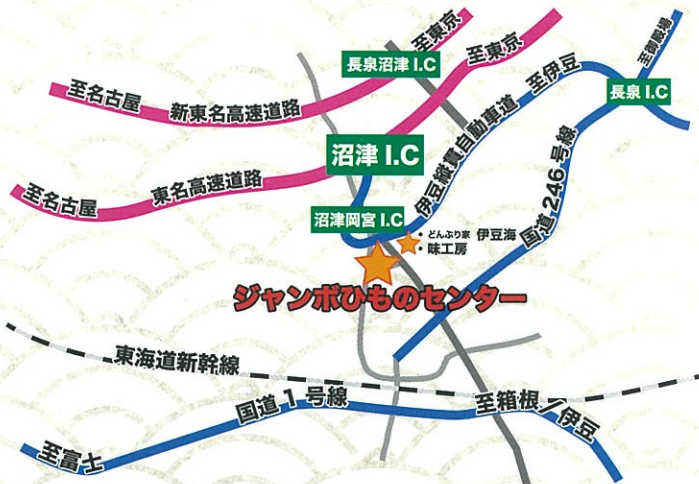 至東京
長泉沼津 I.C
至東京
至御殿場
至名古屋
新東名高速道路
至伊豆
長泉 I.C
沼津 I.C
伊豆縦貫自動車道
国道246号線
至名古屋
東名高速道路
沼津岡宮 I.C
・どんぶり家 伊豆海
・味工房
ジャンボひものセンター
東海道新幹線
国道1号線
至箱根／伊豆
至富士